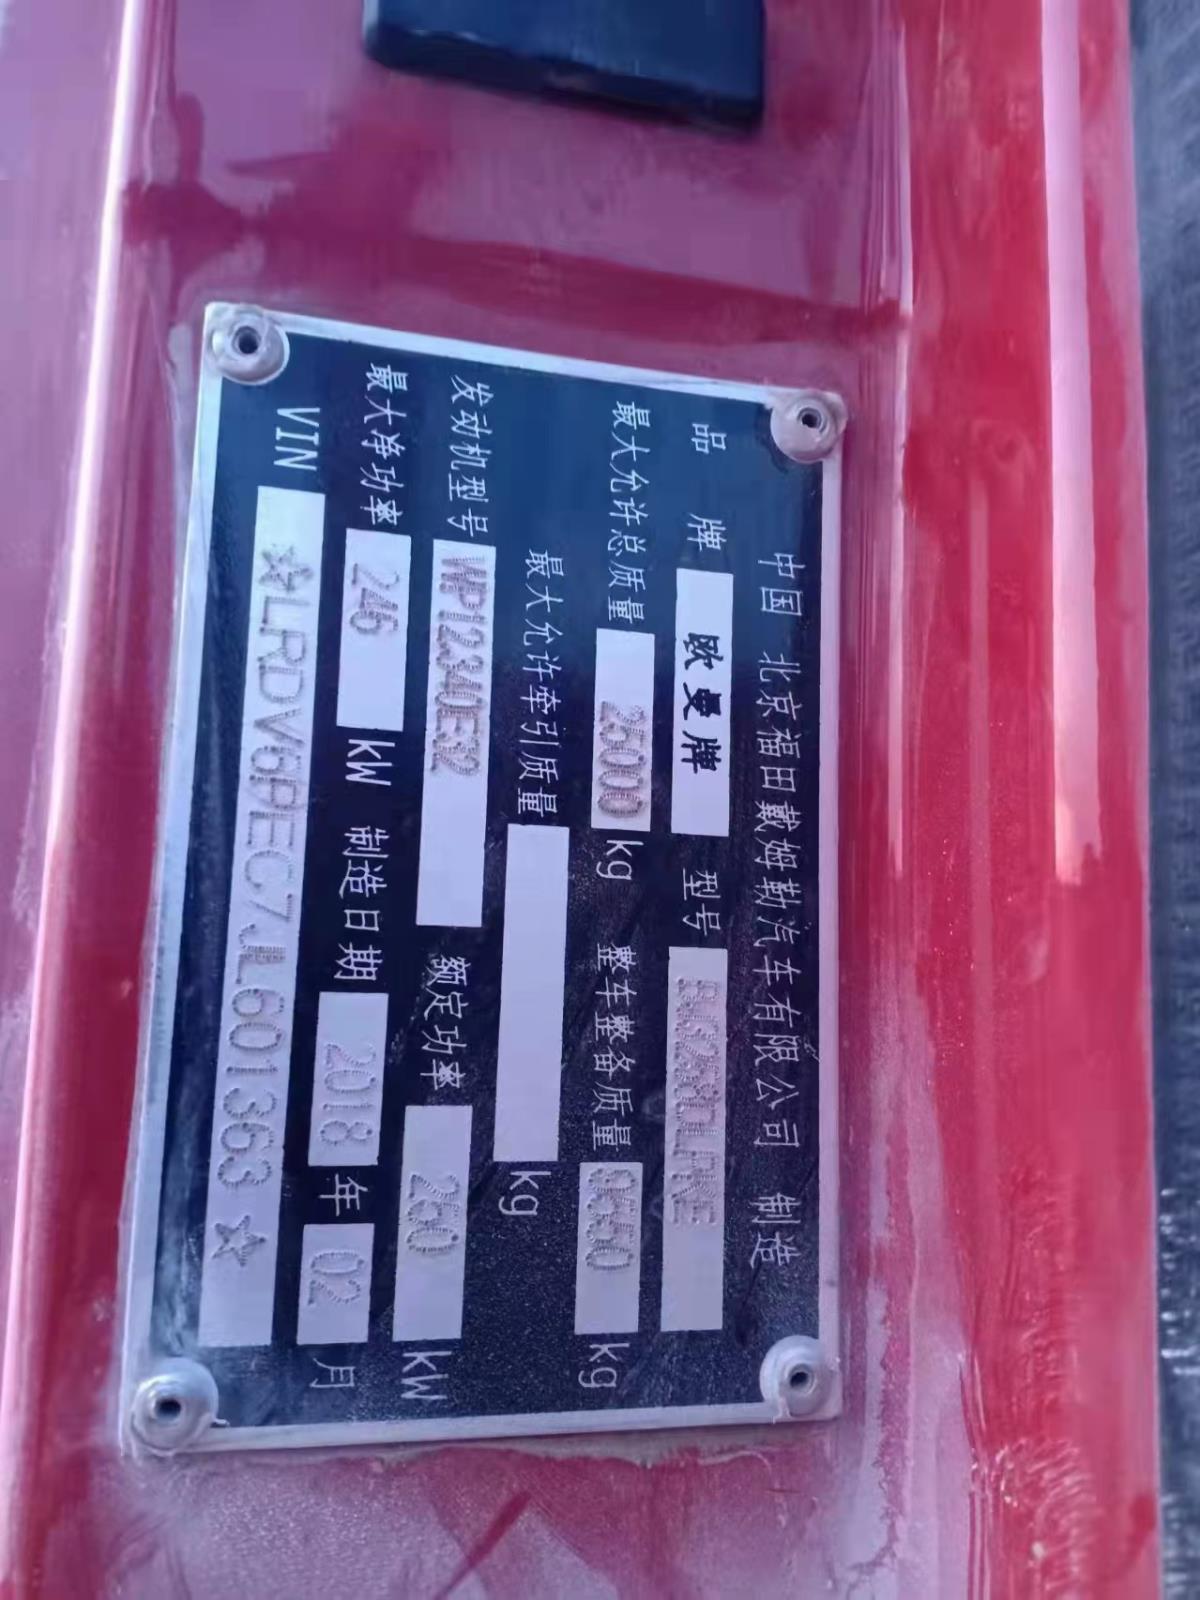 中国 北京福田戴姆勒汽车有限公司 制造
品牌 欧曼牌 型号
最大允许总质量 25000 kg 整车整备质量 kg
最大允许牵引质量 kg
发动机型号 WP12.340E32 额定功率 250 kW
最大净功率 246 kW 制造日期 2018 年 02 月
VIN ☆LRDV6PEC7JL601363☆